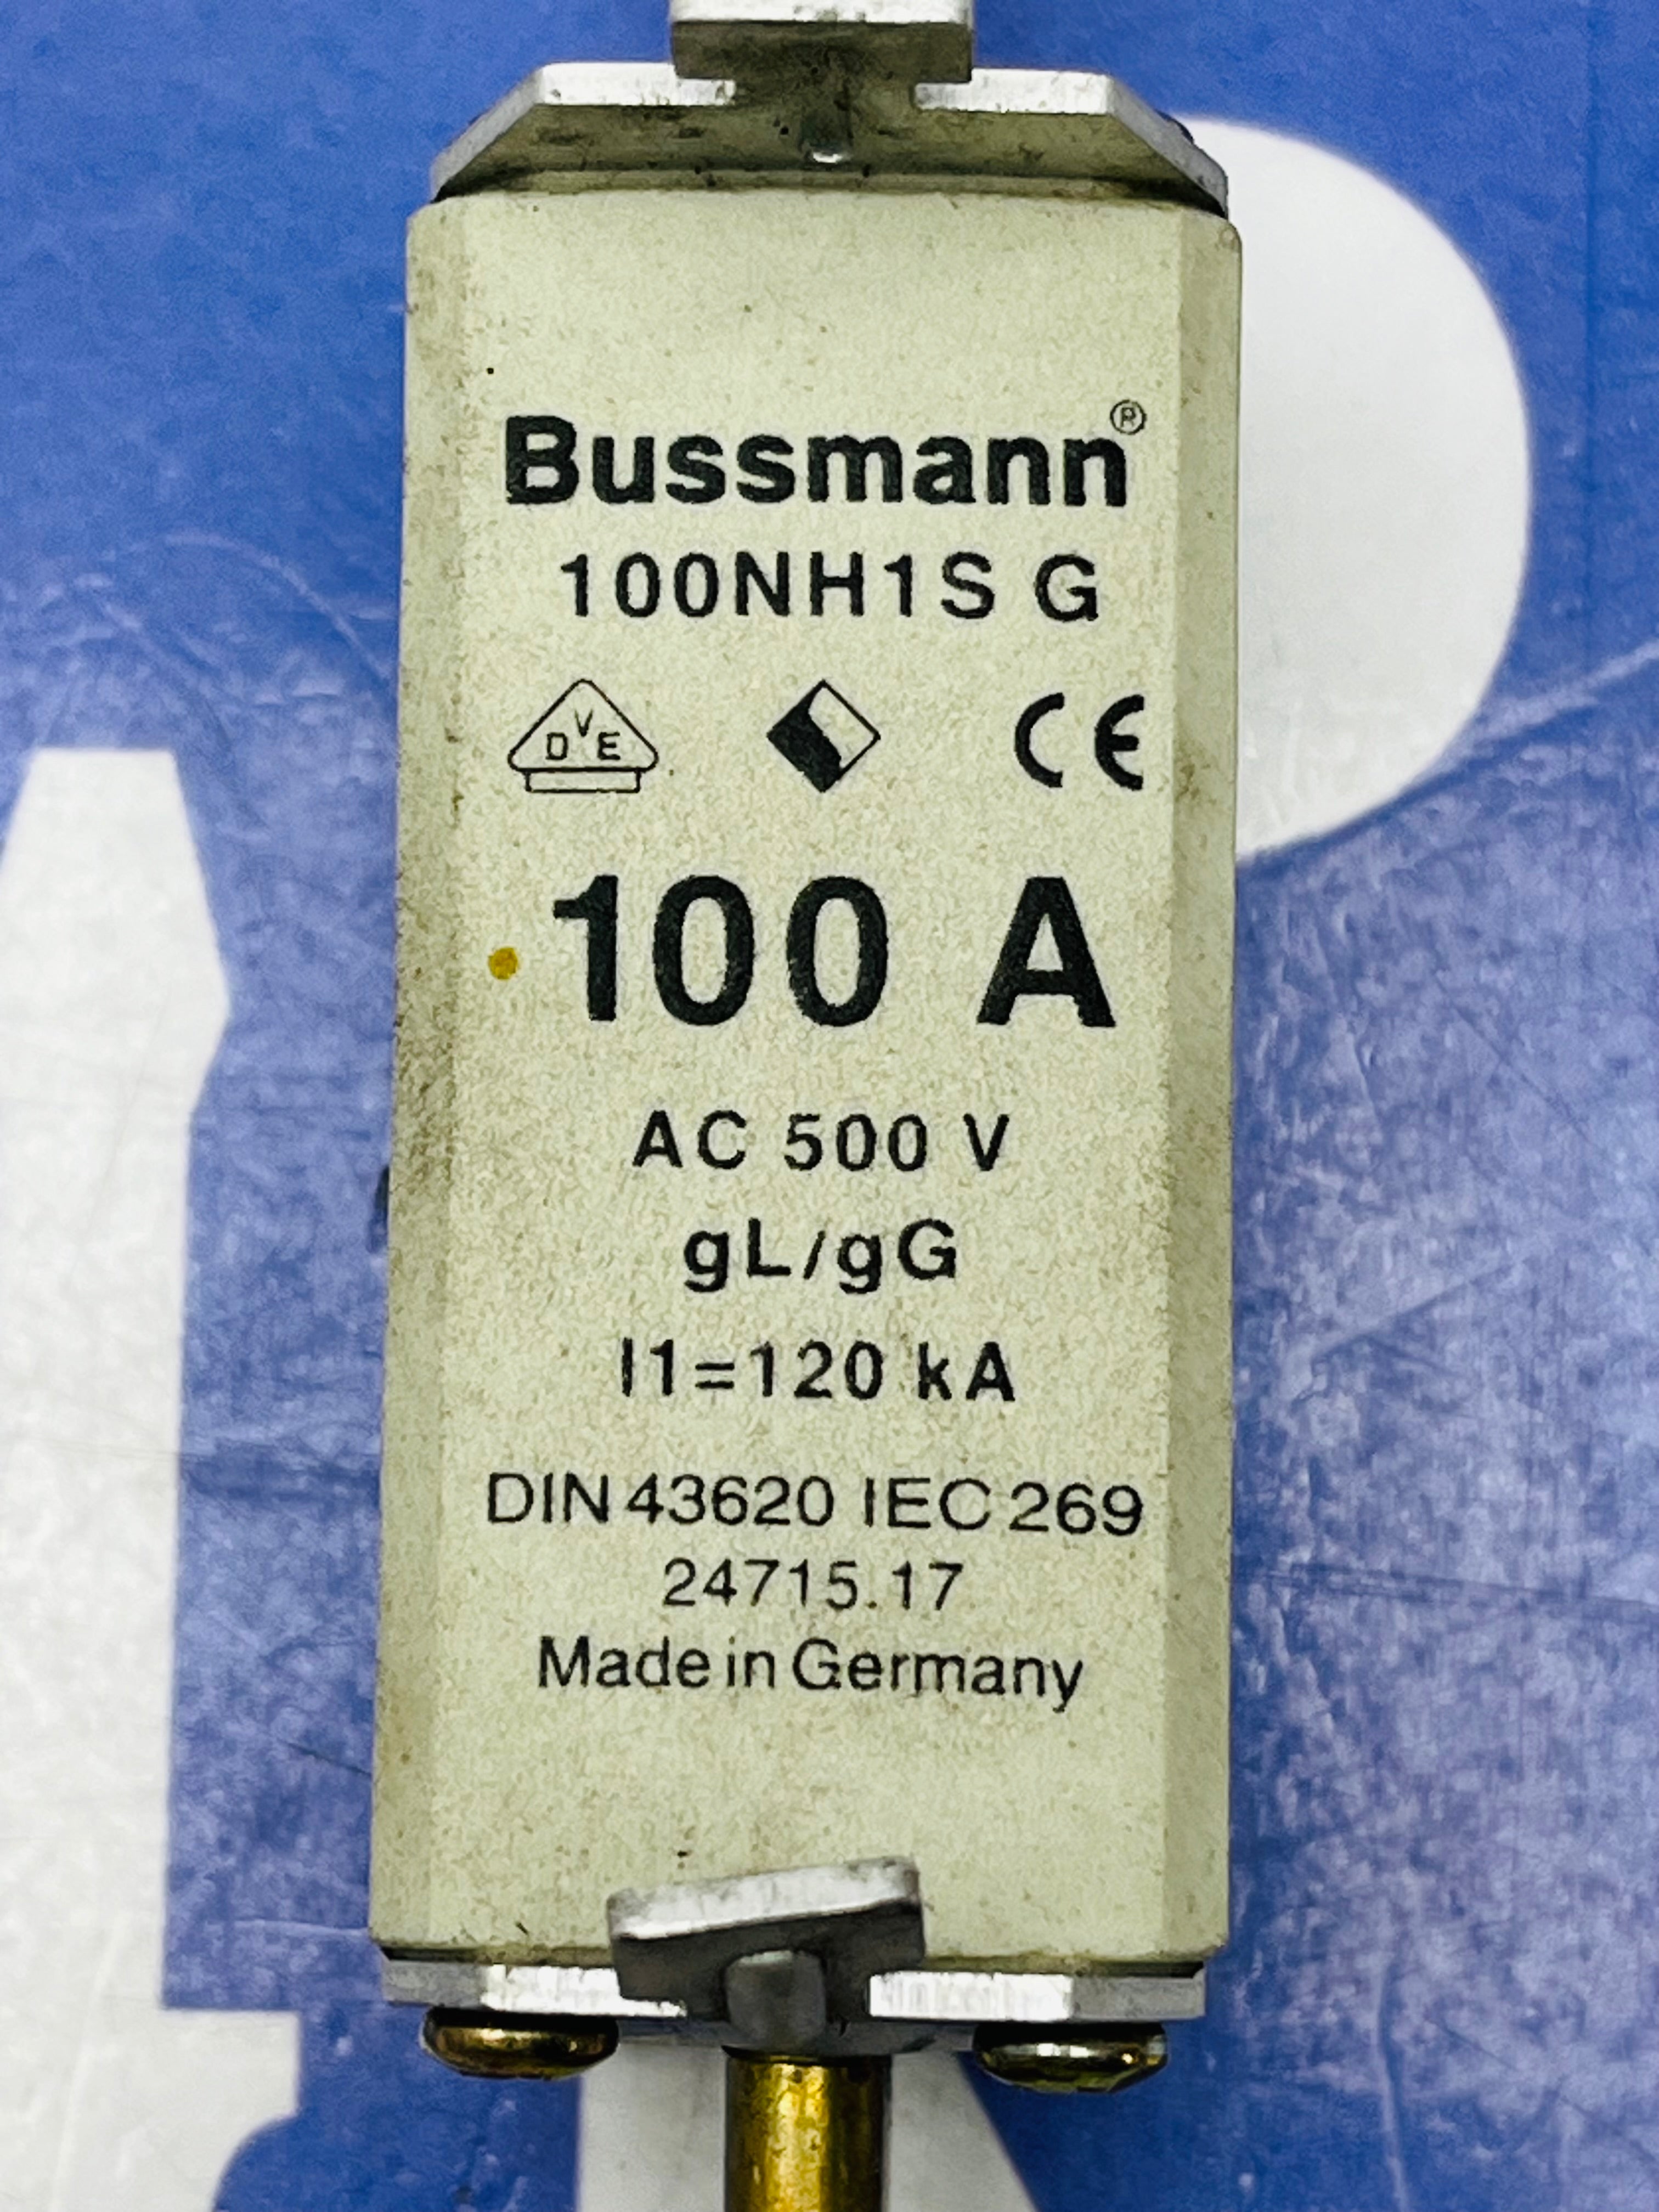 Bussmann®
100NH1S G
DVE CE
100 A
AC 500 V
gL/gG
I1=120 kA
DIN 43620 IEC 269
24715.17
Made in Germany